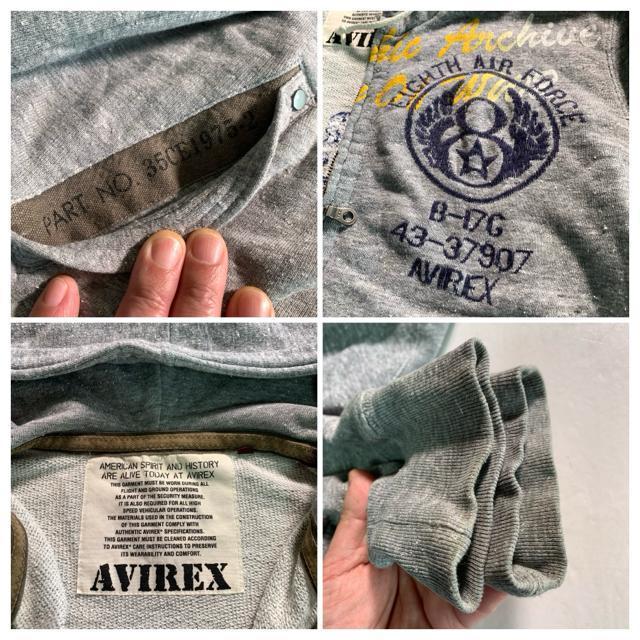 PART NO. 35CE1975-2
AVI
dic Archive
EIGHTH AIR FORCE
8
B-17G
43-37907
AVIREX
AMERICAN SPIRIT AND HISTORY
ARE ALIVE TODAY AT AVIREX
THIS GARMENT MUST BE WORN DURING ALL
FLIGHT AND GROUND OPERATIONS
AS A PART OF THE SECURITY MEASURE.
IT IS ALSO REQUIRED FOR ALL HIGH
SPEED VEHICULAR OPERATIONS.
THE MATERIALS USED IN THE CONSTRUCTION
OF THIS GARMENT COMPLY WITH
AUTHENTIC AVIREX® SPECIFICATIONS.
THIS GARMENT MUST BE CLEANED ACCORDING
TO AVIREX® CARE INSTRUCTIONS TO PRESERVE
ITS WEARABILITY AND COMFORT.
AVIREX